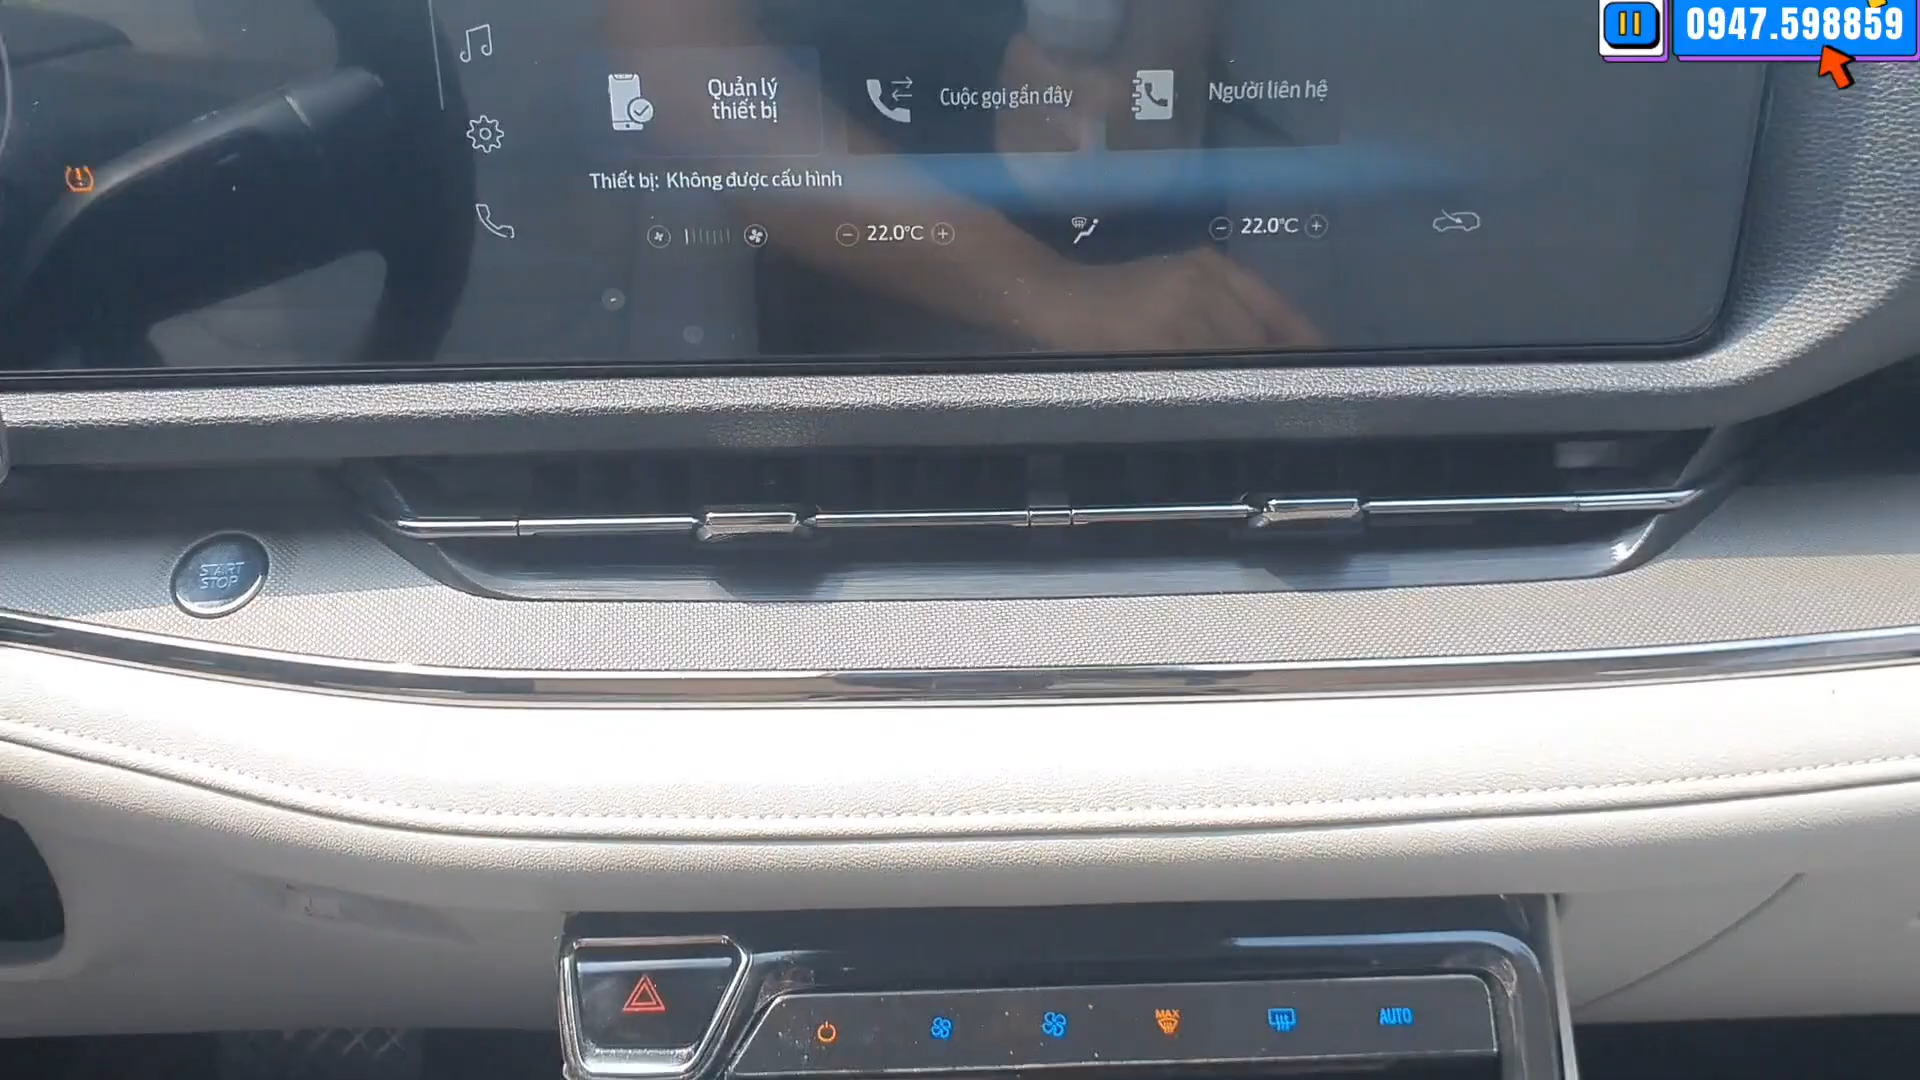 0947.598859
Quản lý
thiết bị
Cuộc gọi gần đây
Người liên hệ
Thiết bị: Không được cấu hình
22.0°C
22.0°C
START
STOP
MAX
AUTO